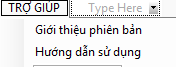 TRỢ GIÚP Type Here
Giới thiệu phiên bản
Hướng dẫn sử dụng